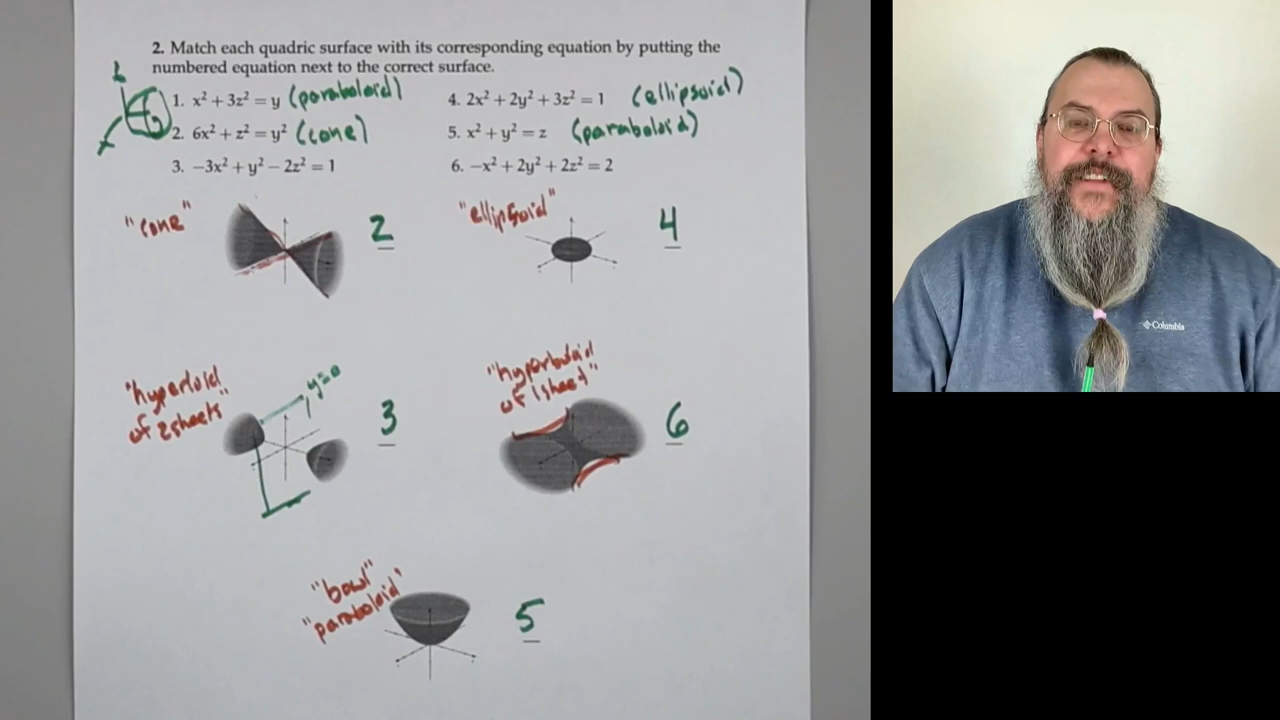 2. Match each quadric surface with its corresponding equation by putting the
numbered equation next to the correct surface.
1. x² + 3z² = y (paraboloid)
4. 2x² + 2y² + 3z² = 1 (ellipsoid)
2. 6x² + z² = y² (cone)
5. x² + y² = z (paraboloid)
3. −3x² + y² − 2z² = 1
6. −x² + 2y² + 2z² = 2
"cone"
2
"ellipsoid"
4
"hyperloid
of 2 sheets"
y=0
3
"hyperboloid
of 1 sheet"
6
"bowl"
"paraboloid"
5
Columbia